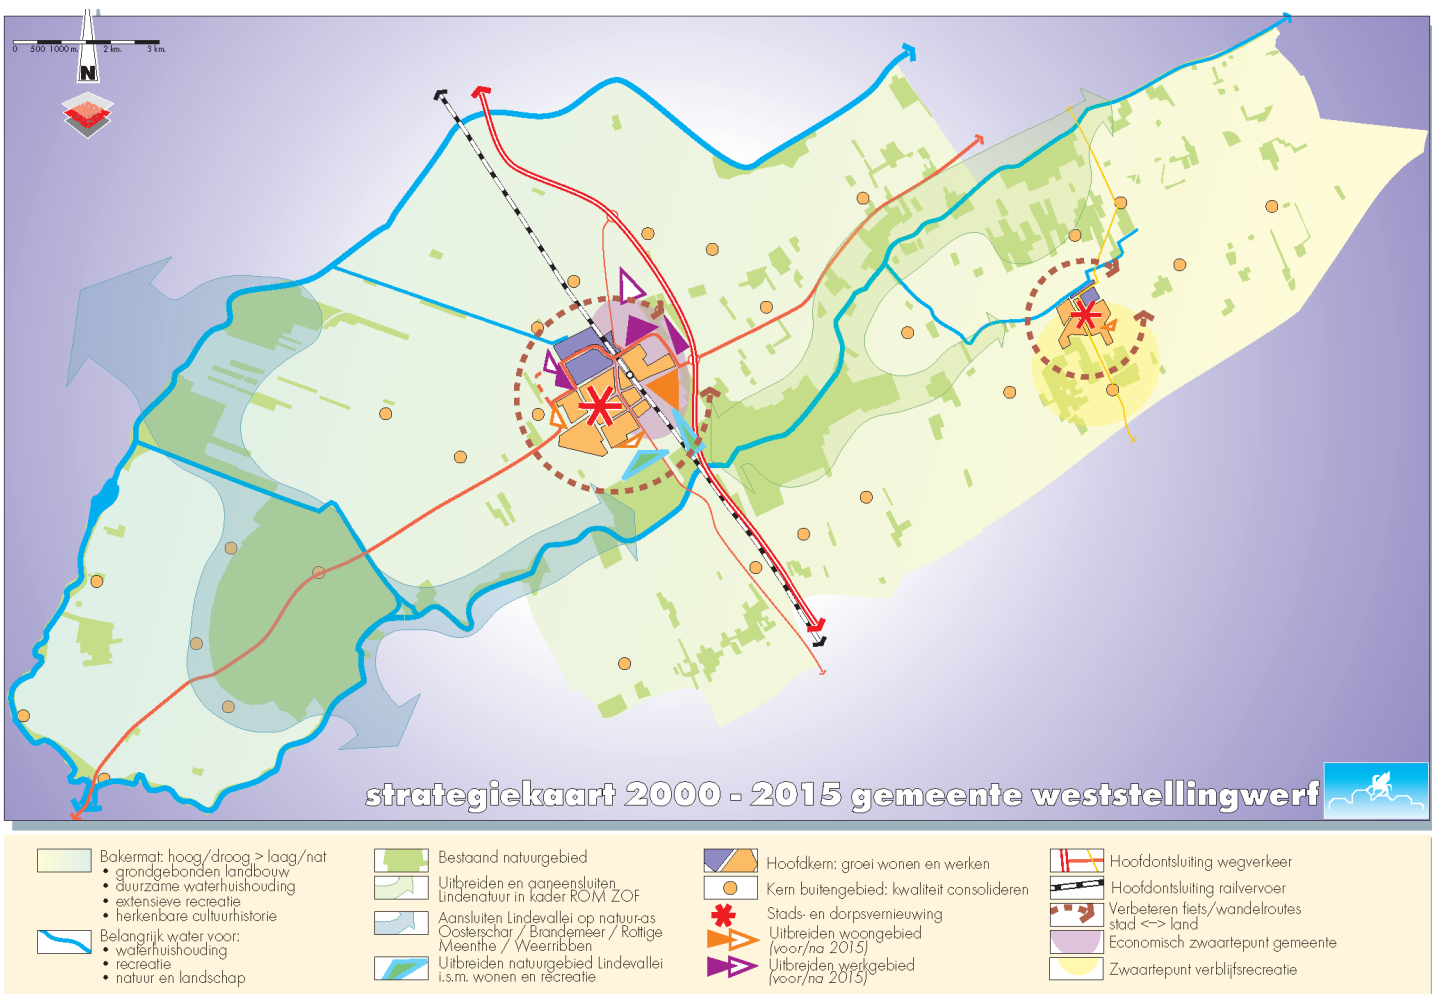 0 500 1000 m. 2 km. 3 km.
N
strategiekaart 2000 - 2015 gemeente weststellingwerf
Bakermat: hoog/droog > laag/nat
• grondgebonden landbouw
• duurzame waterhuishouding
• extensieve recreatie
• herkenbare cultuurhistorie
Belangrijk water voor:
• waterhuishouding
• recreatie
• natuur en landschap
Bestaand natuurgebied
Uitbreiden en aaneensluiten
Lindenatuur in kader ROM ZOF
Aansluiten Lindevallei op natuur-as
Oosterschar / Brandemeer / Rottige
Meenthe / Weerribben
Uitbreiden natuurgebied Lindevallei
i.s.m. wonen en recreatie
Hoofdkern: groei wonen en werken
Kern buitengebied: kwaliteit consolideren
Stads- en dorpsvernieuwing
Uitbreiden woongebied
(voor/na 2015)
Uitbreiden werkgebied
(voor/na 2015)
Hoofdontsluiting wegverkeer
Hoofdontsluiting railvervoer
Verbeteren fiets/wandelroutes
stad <--> land
Economisch zwaartepunt gemeente
Zwaartepunt verblijfsrecreatie